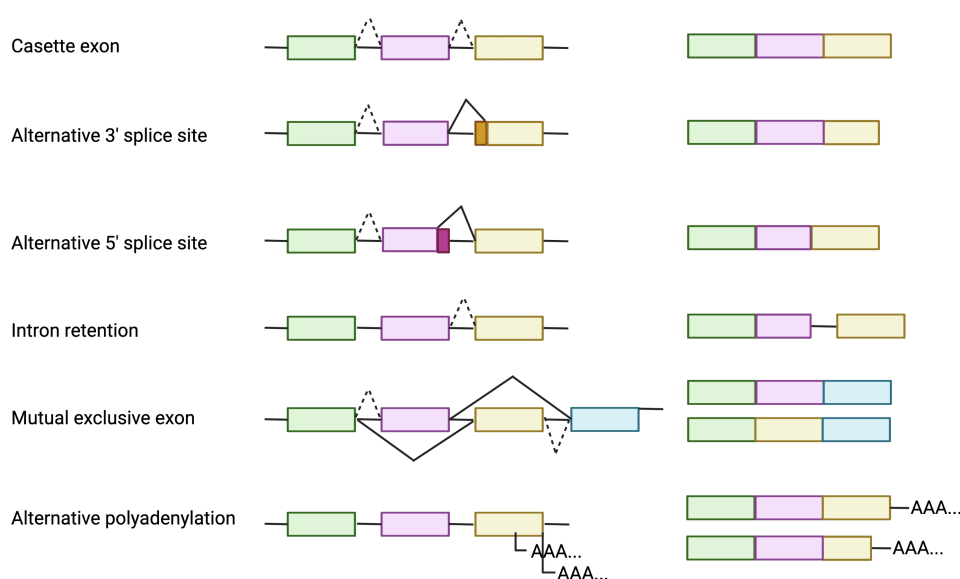 Casette exon
Alternative 3' splice site
Alternative 5' splice site
Intron retention
Mutual exclusive exon
Alternative polyadenylation
AAA...
AAA...
AAA...
AAA...